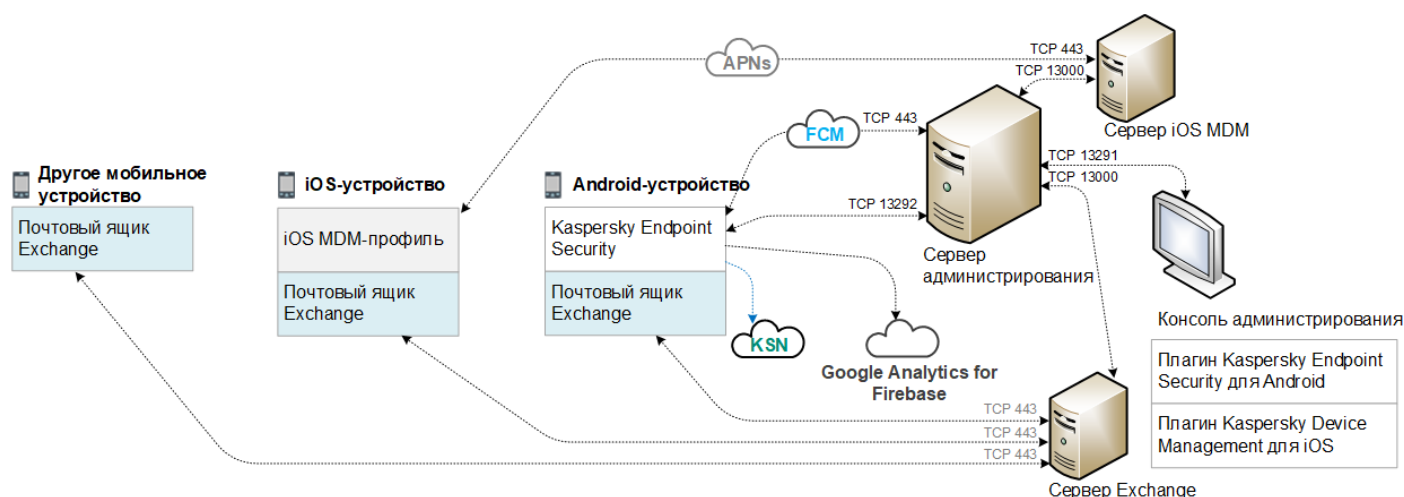 APNs
TCP 443
TCP 13000
Сервер iOS MDM
FCM
TCP 443
TCP 13291
TCP 13000
Другое мобильное
устройство
iOS-устройство
Android-устройство
Почтовый ящик
Exchange
iOS MDM-профиль
Kaspersky Endpoint
Security
TCP 13292
Сервер
администрирования
Почтовый ящик
Exchange
Почтовый ящик
Exchange
KSN
Google Analytics for
Firebase
Консоль администрирования
Плагин Kaspersky Endpoint
Security для Android
Плагин Kaspersky Device
Management для iOS
TCP 443
TCP 443
TCP 443
Сервер Exchange